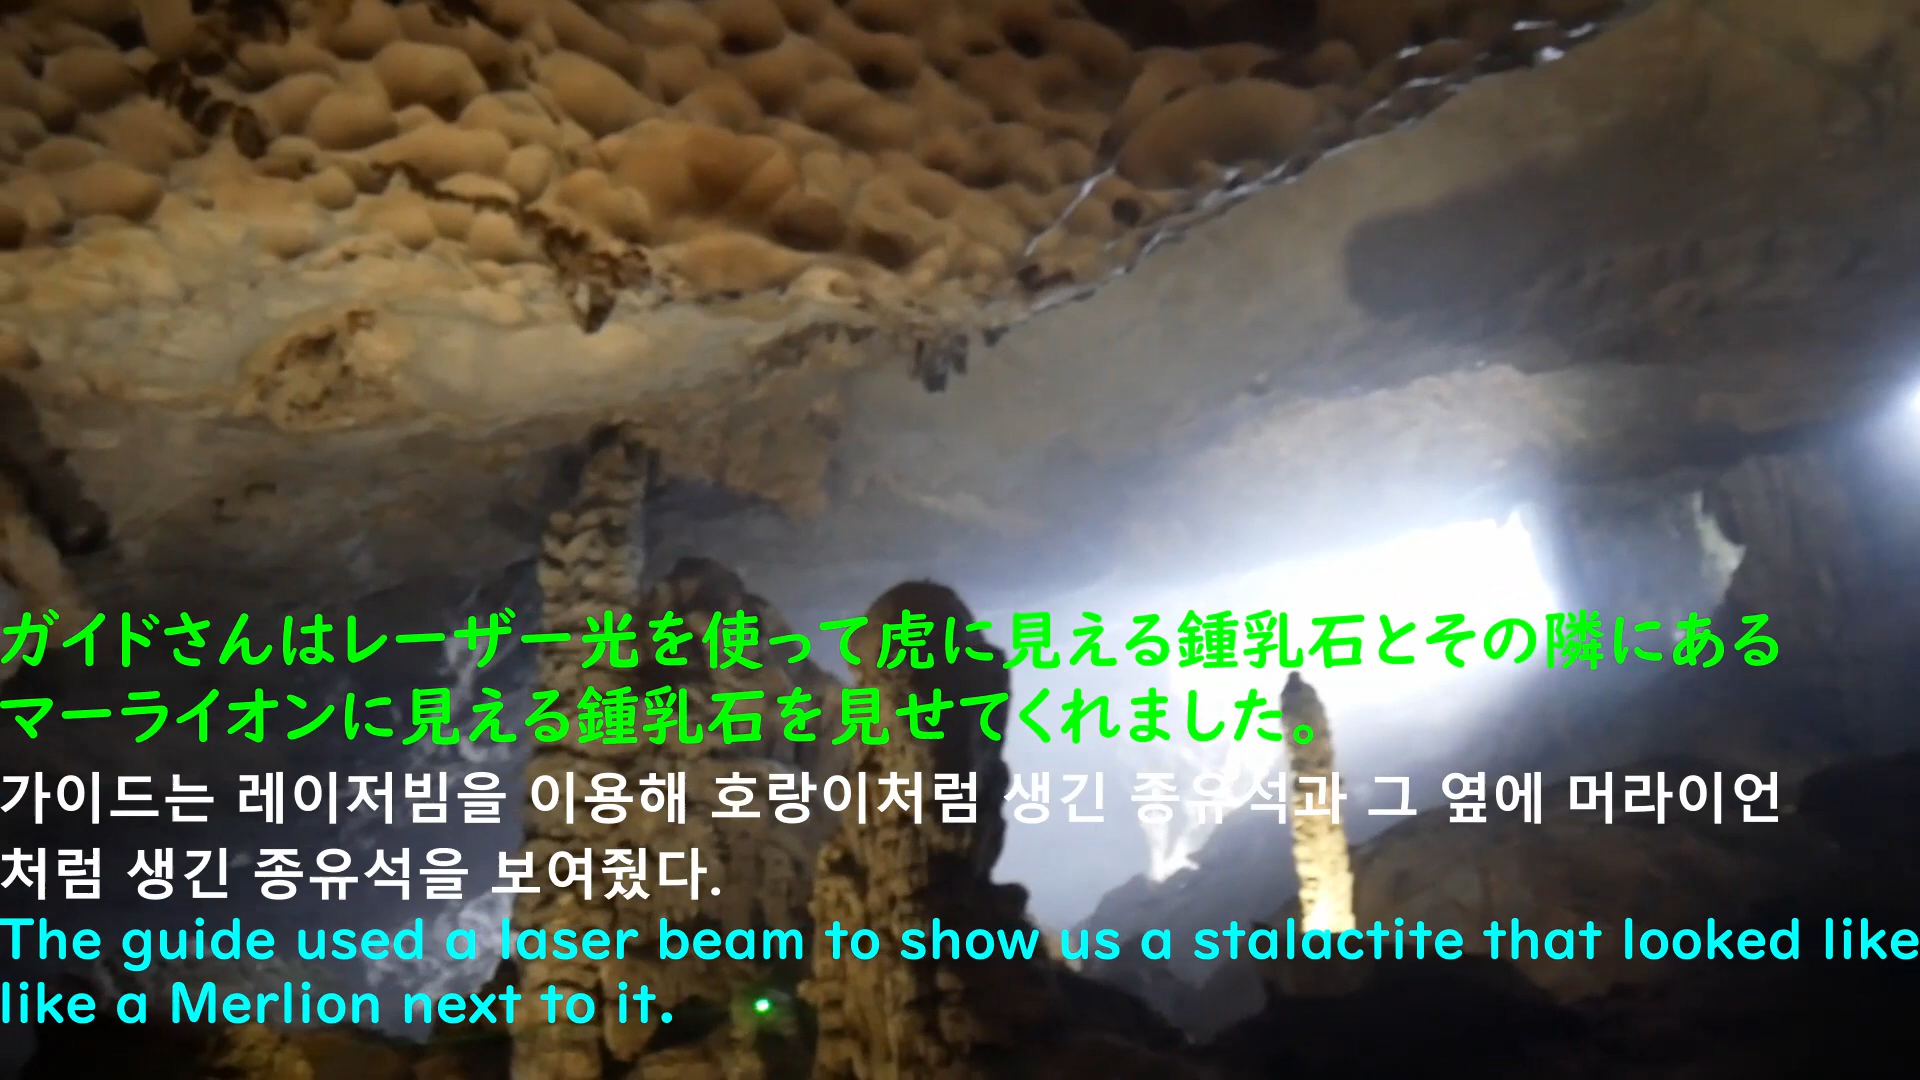 ガイドさんはレーザー光を使って虎に見える鍾乳石とその隣にある
マーライオンに見える鍾乳石を見せてくれました。
가이드는 레이저빔을 이용해 호랑이처럼 생긴 종유석과 그 옆에 머라이언
처럼 생긴 종유석을 보여줬다.
The guide used a laser beam to show us a stalactite that looked like
like a Merlion next to it.